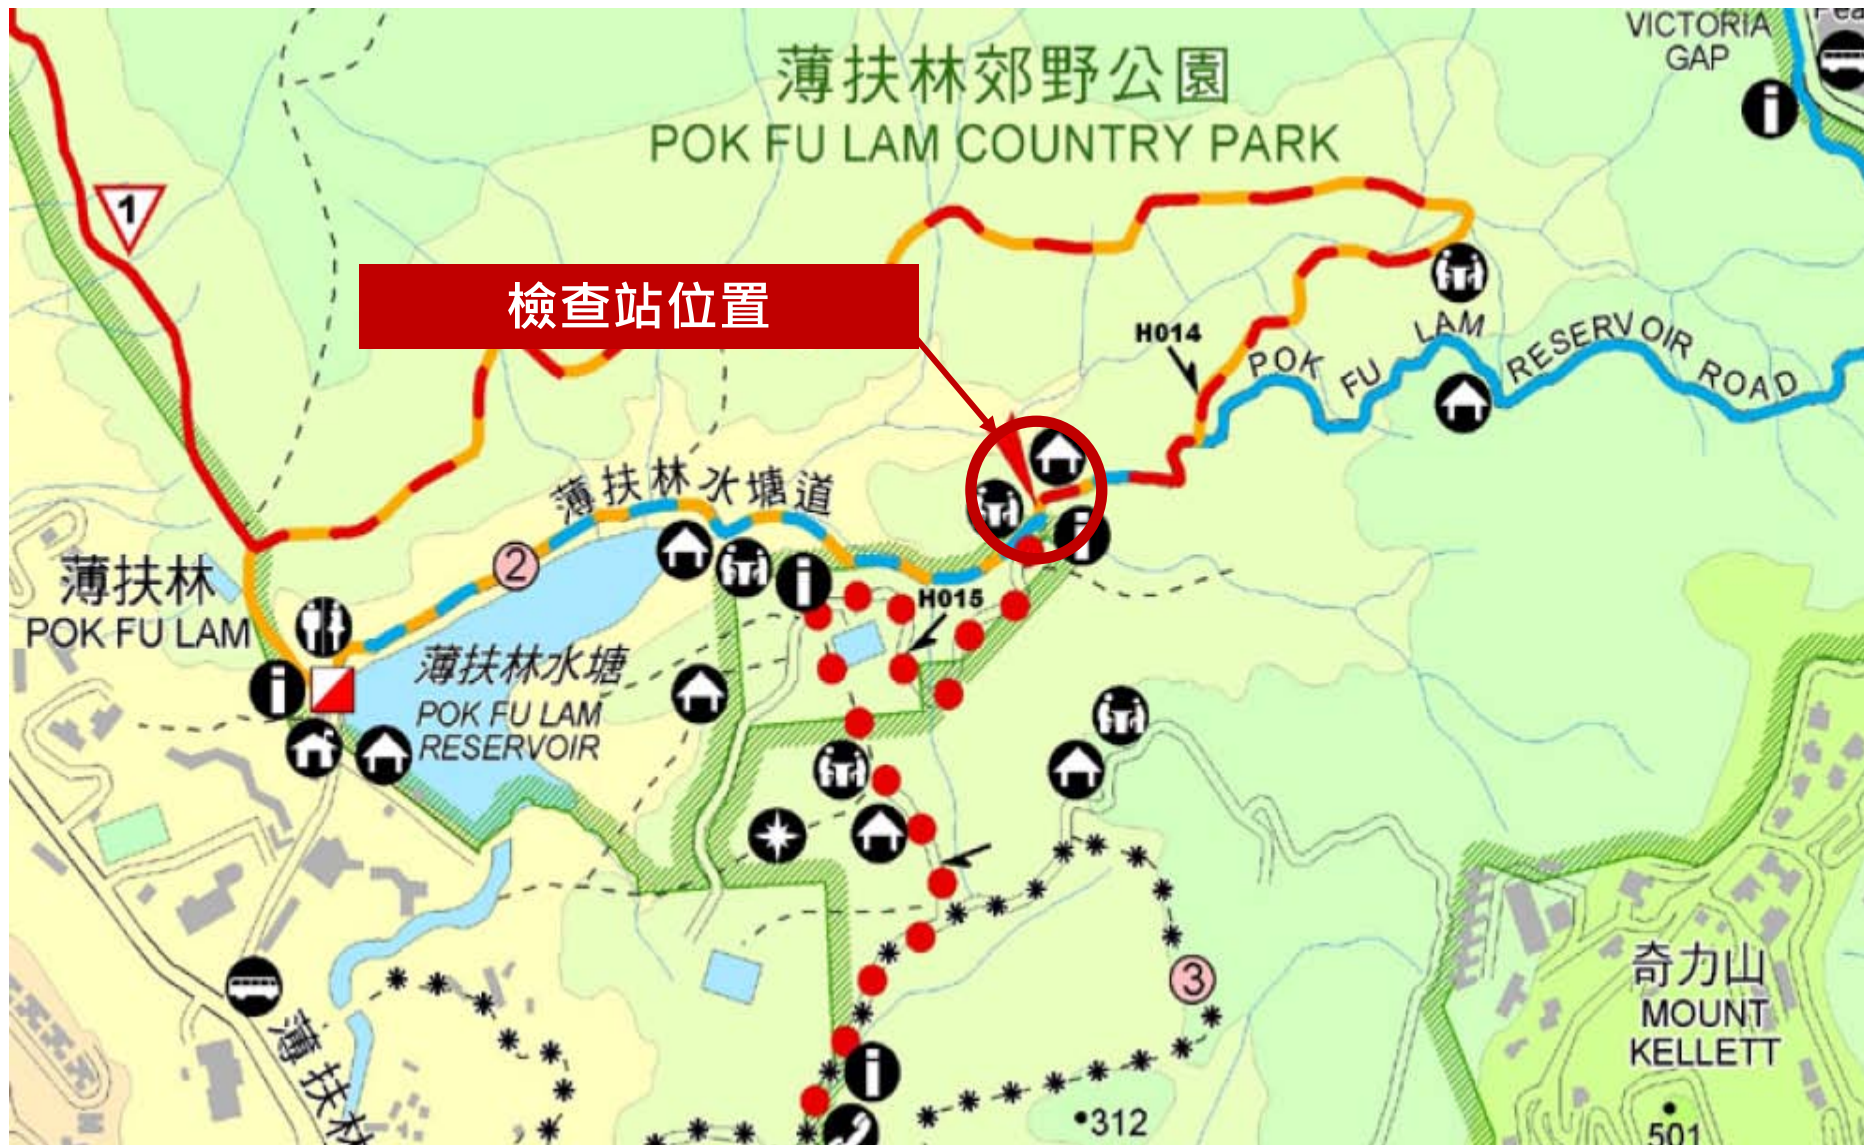 VICTORIA
GAP
薄扶林郊野公園
POK FU LAM COUNTRY PARK
1
檢查站位置
H014
POK FU LAM RESERVOIR ROAD
薄扶林水塘道
2
薄扶林
POK FU LAM
H015
薄扶林水塘
POK FU LAM
RESERVOIR
3
奇力山
MOUNT
KELLETT
薄扶林
312
501